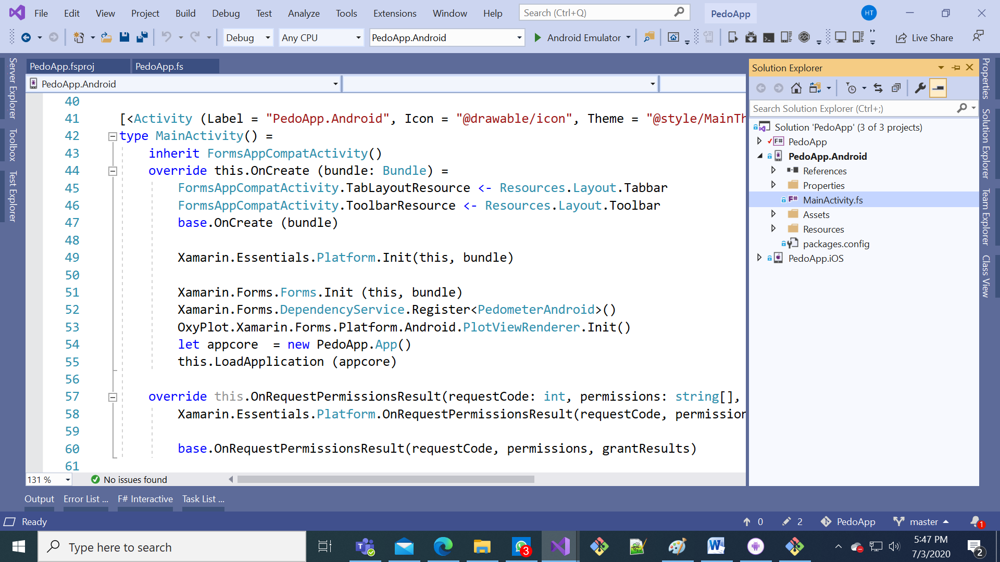 File Edit View Project Build Debug Test Analyze Tools Extensions Window Help Search (Ctrl+Q) PedoApp HT
Debug Any CPU PedoApp.Android Android Emulator Live Share
PedoApp.fsproj PedoApp.fs
PedoApp.Android
40
41 [<Activity (Label = "PedoApp.Android", Icon = "@drawable/icon", Theme = "@style/MainTh
42 type MainActivity() =
43 inherit FormsAppCompatActivity()
44 override this.OnCreate (bundle: Bundle) =
45 FormsAppCompatActivity.TabLayoutResource <- Resources.Layout.Tabbar
46 FormsAppCompatActivity.ToolbarResource <- Resources.Layout.Toolbar
47 base.OnCreate (bundle)
48
49 Xamarin.Essentials.Platform.Init(this, bundle)
50
51 Xamarin.Forms.Forms.Init (this, bundle)
52 Xamarin.Forms.DependencyService.Register<PedometerAndroid>()
53 OxyPlot.Xamarin.Forms.Platform.Android.PlotViewRenderer.Init()
54 let appcore = new PedoApp.App()
55 this.LoadApplication (appcore)
56
57 override this.OnRequestPermissionsResult(requestCode: int, permissions: string[],
58 Xamarin.Essentials.Platform.OnRequestPermissionsResult(requestCode, permission
59
60 base.OnRequestPermissionsResult(requestCode, permissions, grantResults)
61
131 % No issues found
Server Explorer
Toolbox
Test Explorer
Solution Explorer
Search Solution Explorer (Ctrl+;)
Solution 'PedoApp' (3 of 3 projects)
F# PedoApp
PedoApp.Android
References
Properties
F# MainActivity.fs
Assets
Resources
packages.config
PedoApp.iOS
Properties
Solution Explorer
Team Explorer
Class View
Output Error List ... F# Interactive Task List ...
Ready 0 2 PedoApp master 1
Type here to search 3 5:47 PM
7/3/2020 2